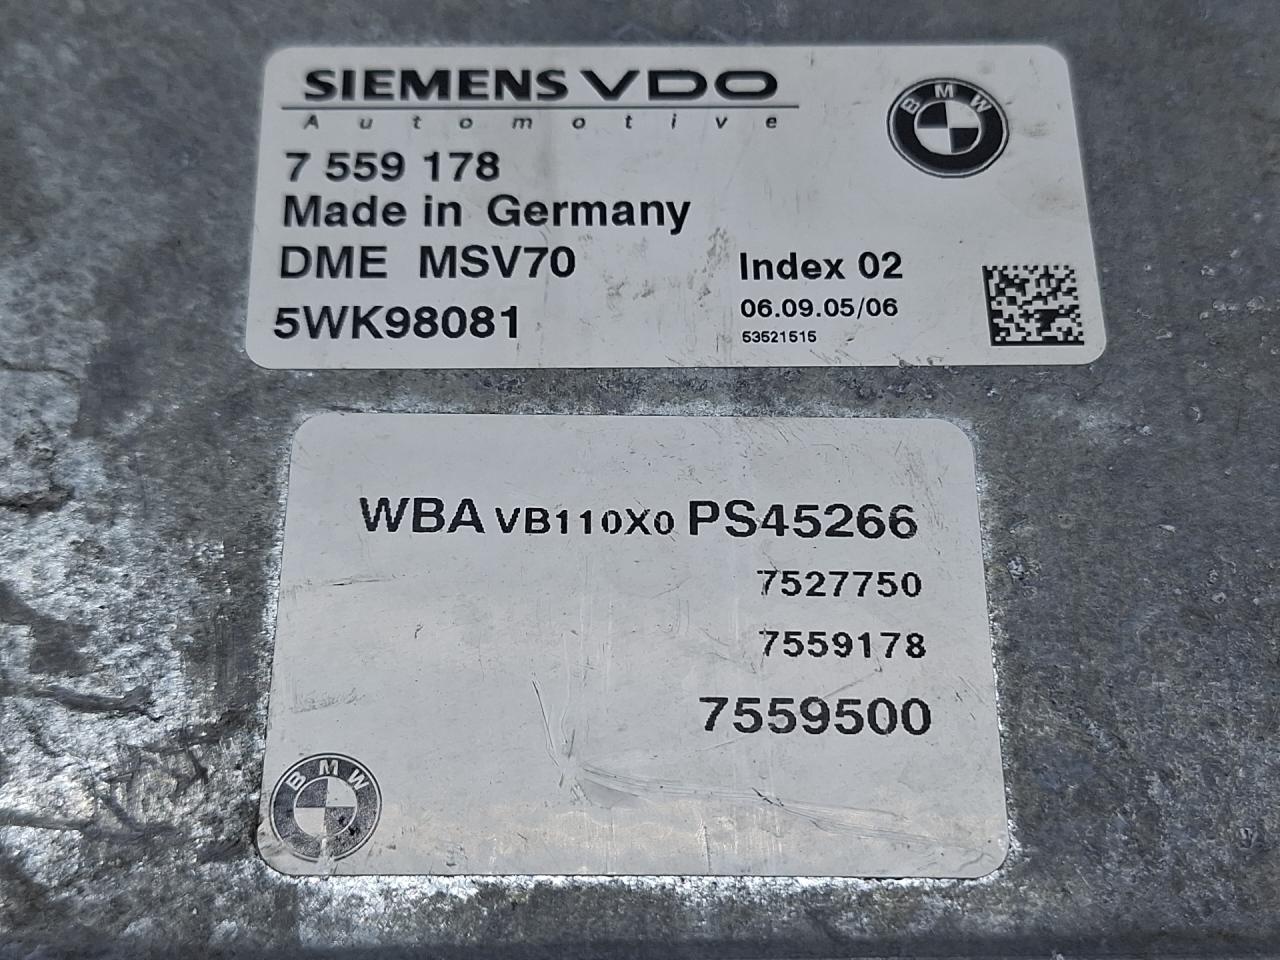 SIEMENS VDO
Automotive
BMW
7 559 178
Made in Germany
DME MSV70 Index 02
5WK98081 06.09.05/06
53521515
WBA VB110X0 PS45266
7527750
7559178
7559500
BMW